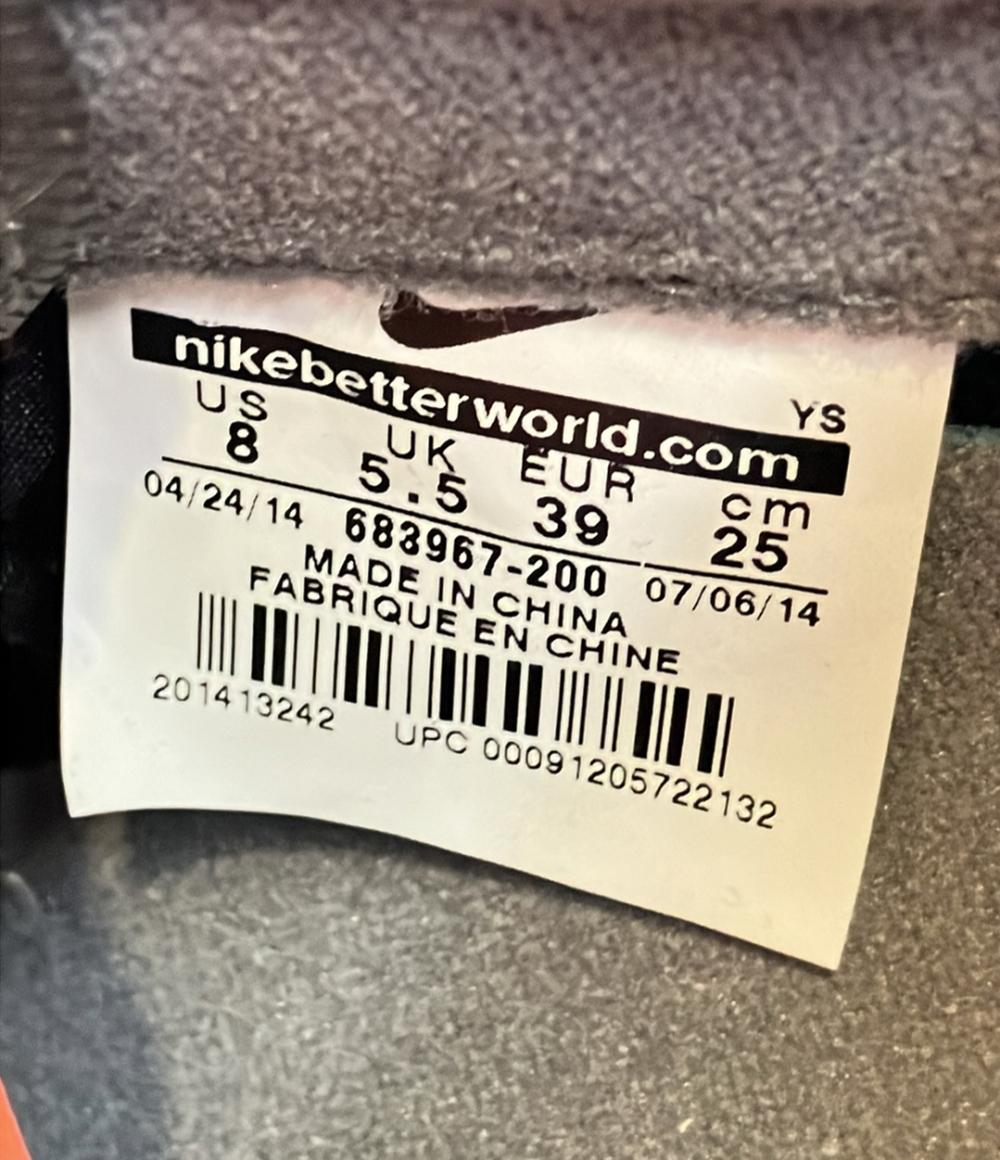 nikebetterworld.com YS
US UK EUR cm
8 5.5 39 25
04/24/14 683967-200 07/06/14
MADE IN CHINA
FABRIQUE EN CHINE
201413242 UPC 00091205722132